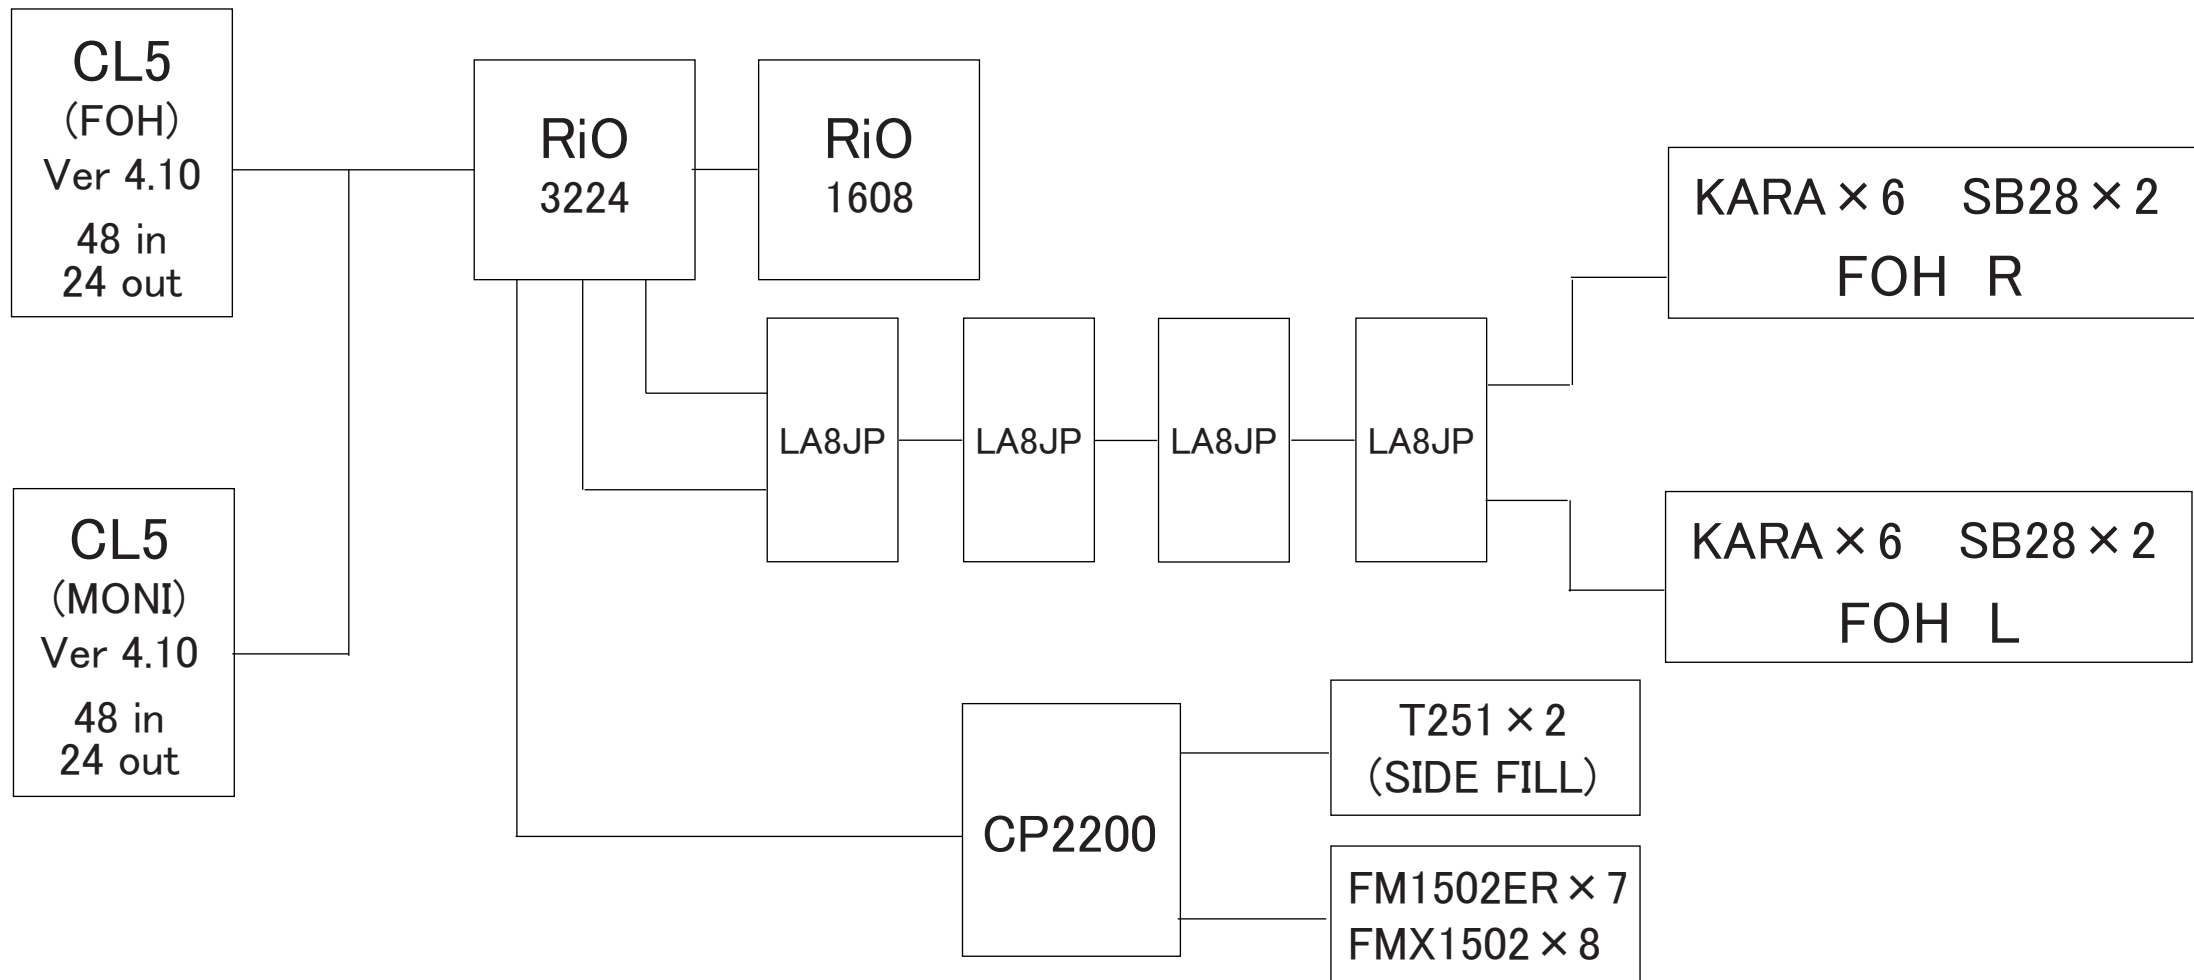 CL5
(FOH)
Ver 4.10
48 in
24 out
RiO
3224
RiO
1608
KARA×6 SB28×2
FOH R
LA8JP
LA8JP
LA8JP
LA8JP
CL5
(MONI)
Ver 4.10
48 in
24 out
KARA×6 SB28×2
FOH L
CP2200
T251×2
(SIDE FILL)
FM1502ER×7
FMX1502×8